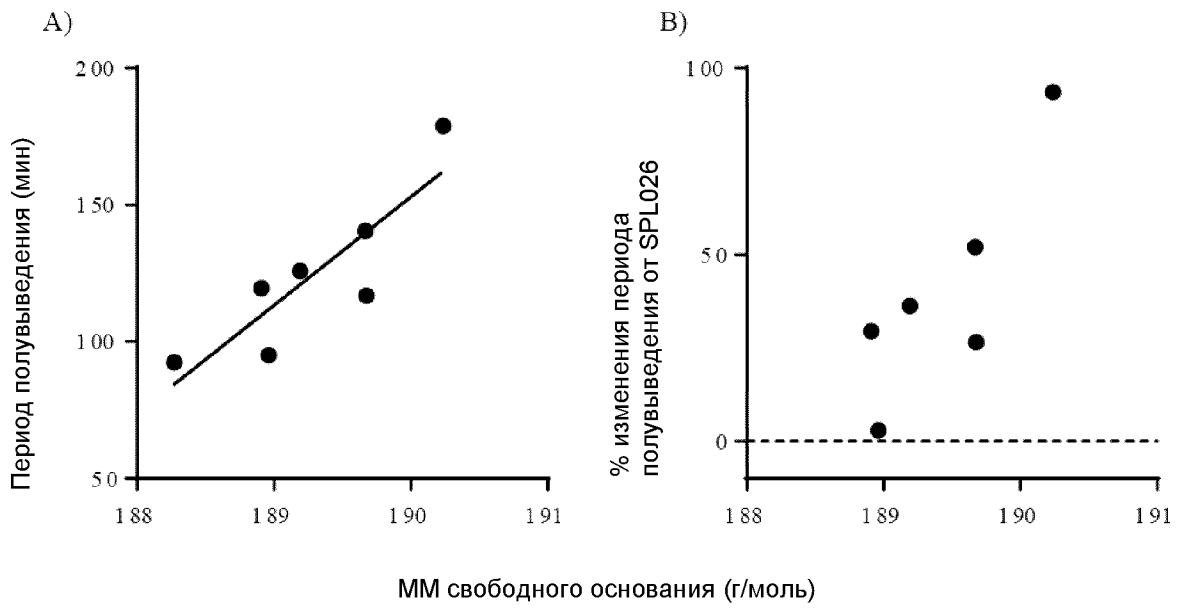 A)
Период полувыведения (мин)
200
150
100
50
188
189
190
191
B)
% изменения периода
полувыведения от SPL026
100
50
0
188
189
190
191
ММ свободного основания (г/моль)